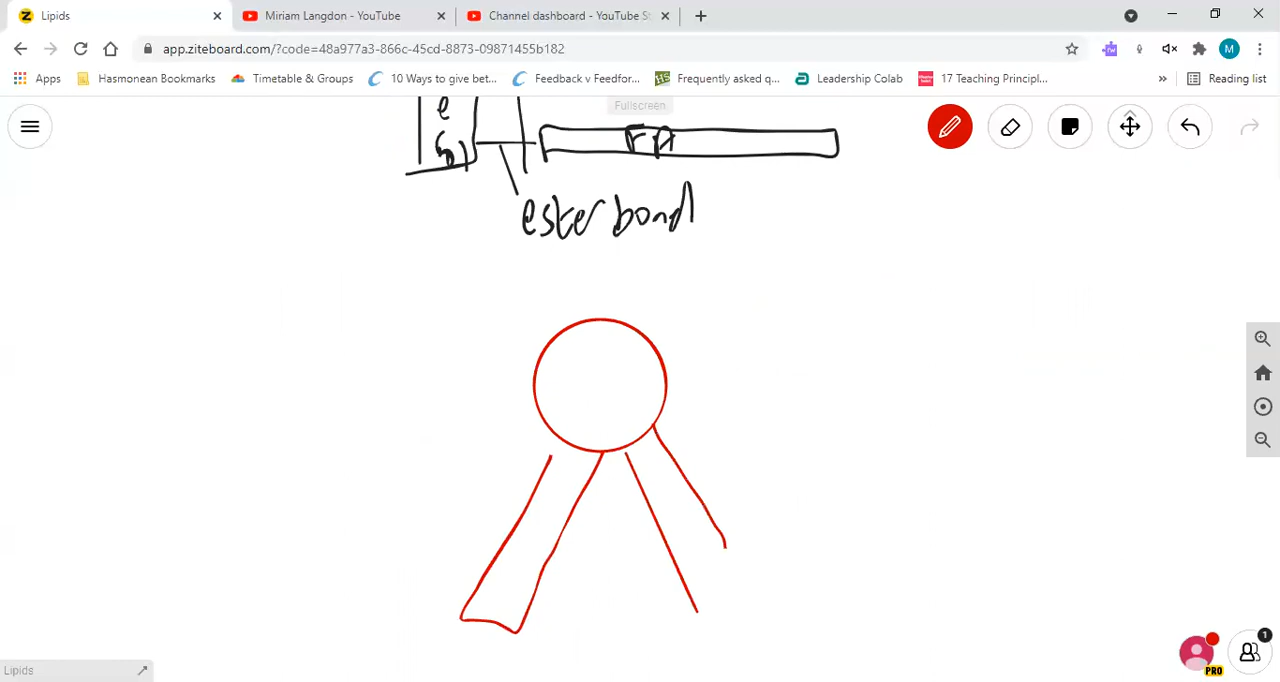 Lipids
Miriam Langdon - YouTube
Channel dashboard - YouTube St
app.ziteboard.com/?code=48a977a3-866c-45cd-8873-09871455b182
Apps
Hasmonean Bookmarks
Timetable & Groups
10 Ways to give bet...
Feedback v Feedfor...
Frequently asked q...
Leadership Colab
17 Teaching Principl...
Reading list
M
Fullscreen
e
FA
ester bond
1
PRO
Lipids